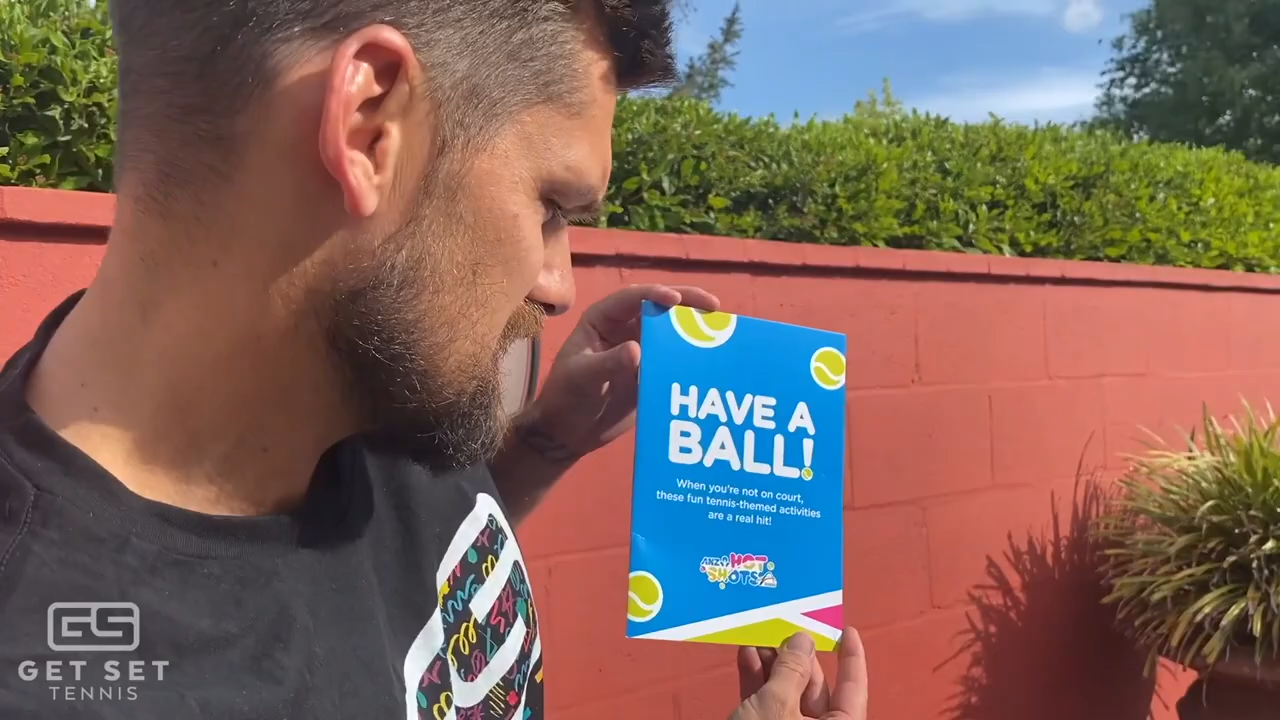 HAVE A
BALL!
When you're not on court,
these fun tennis-themed activities
are a real hit!
ANZ HOT
SHOTS
GS
GET SET
TENNIS